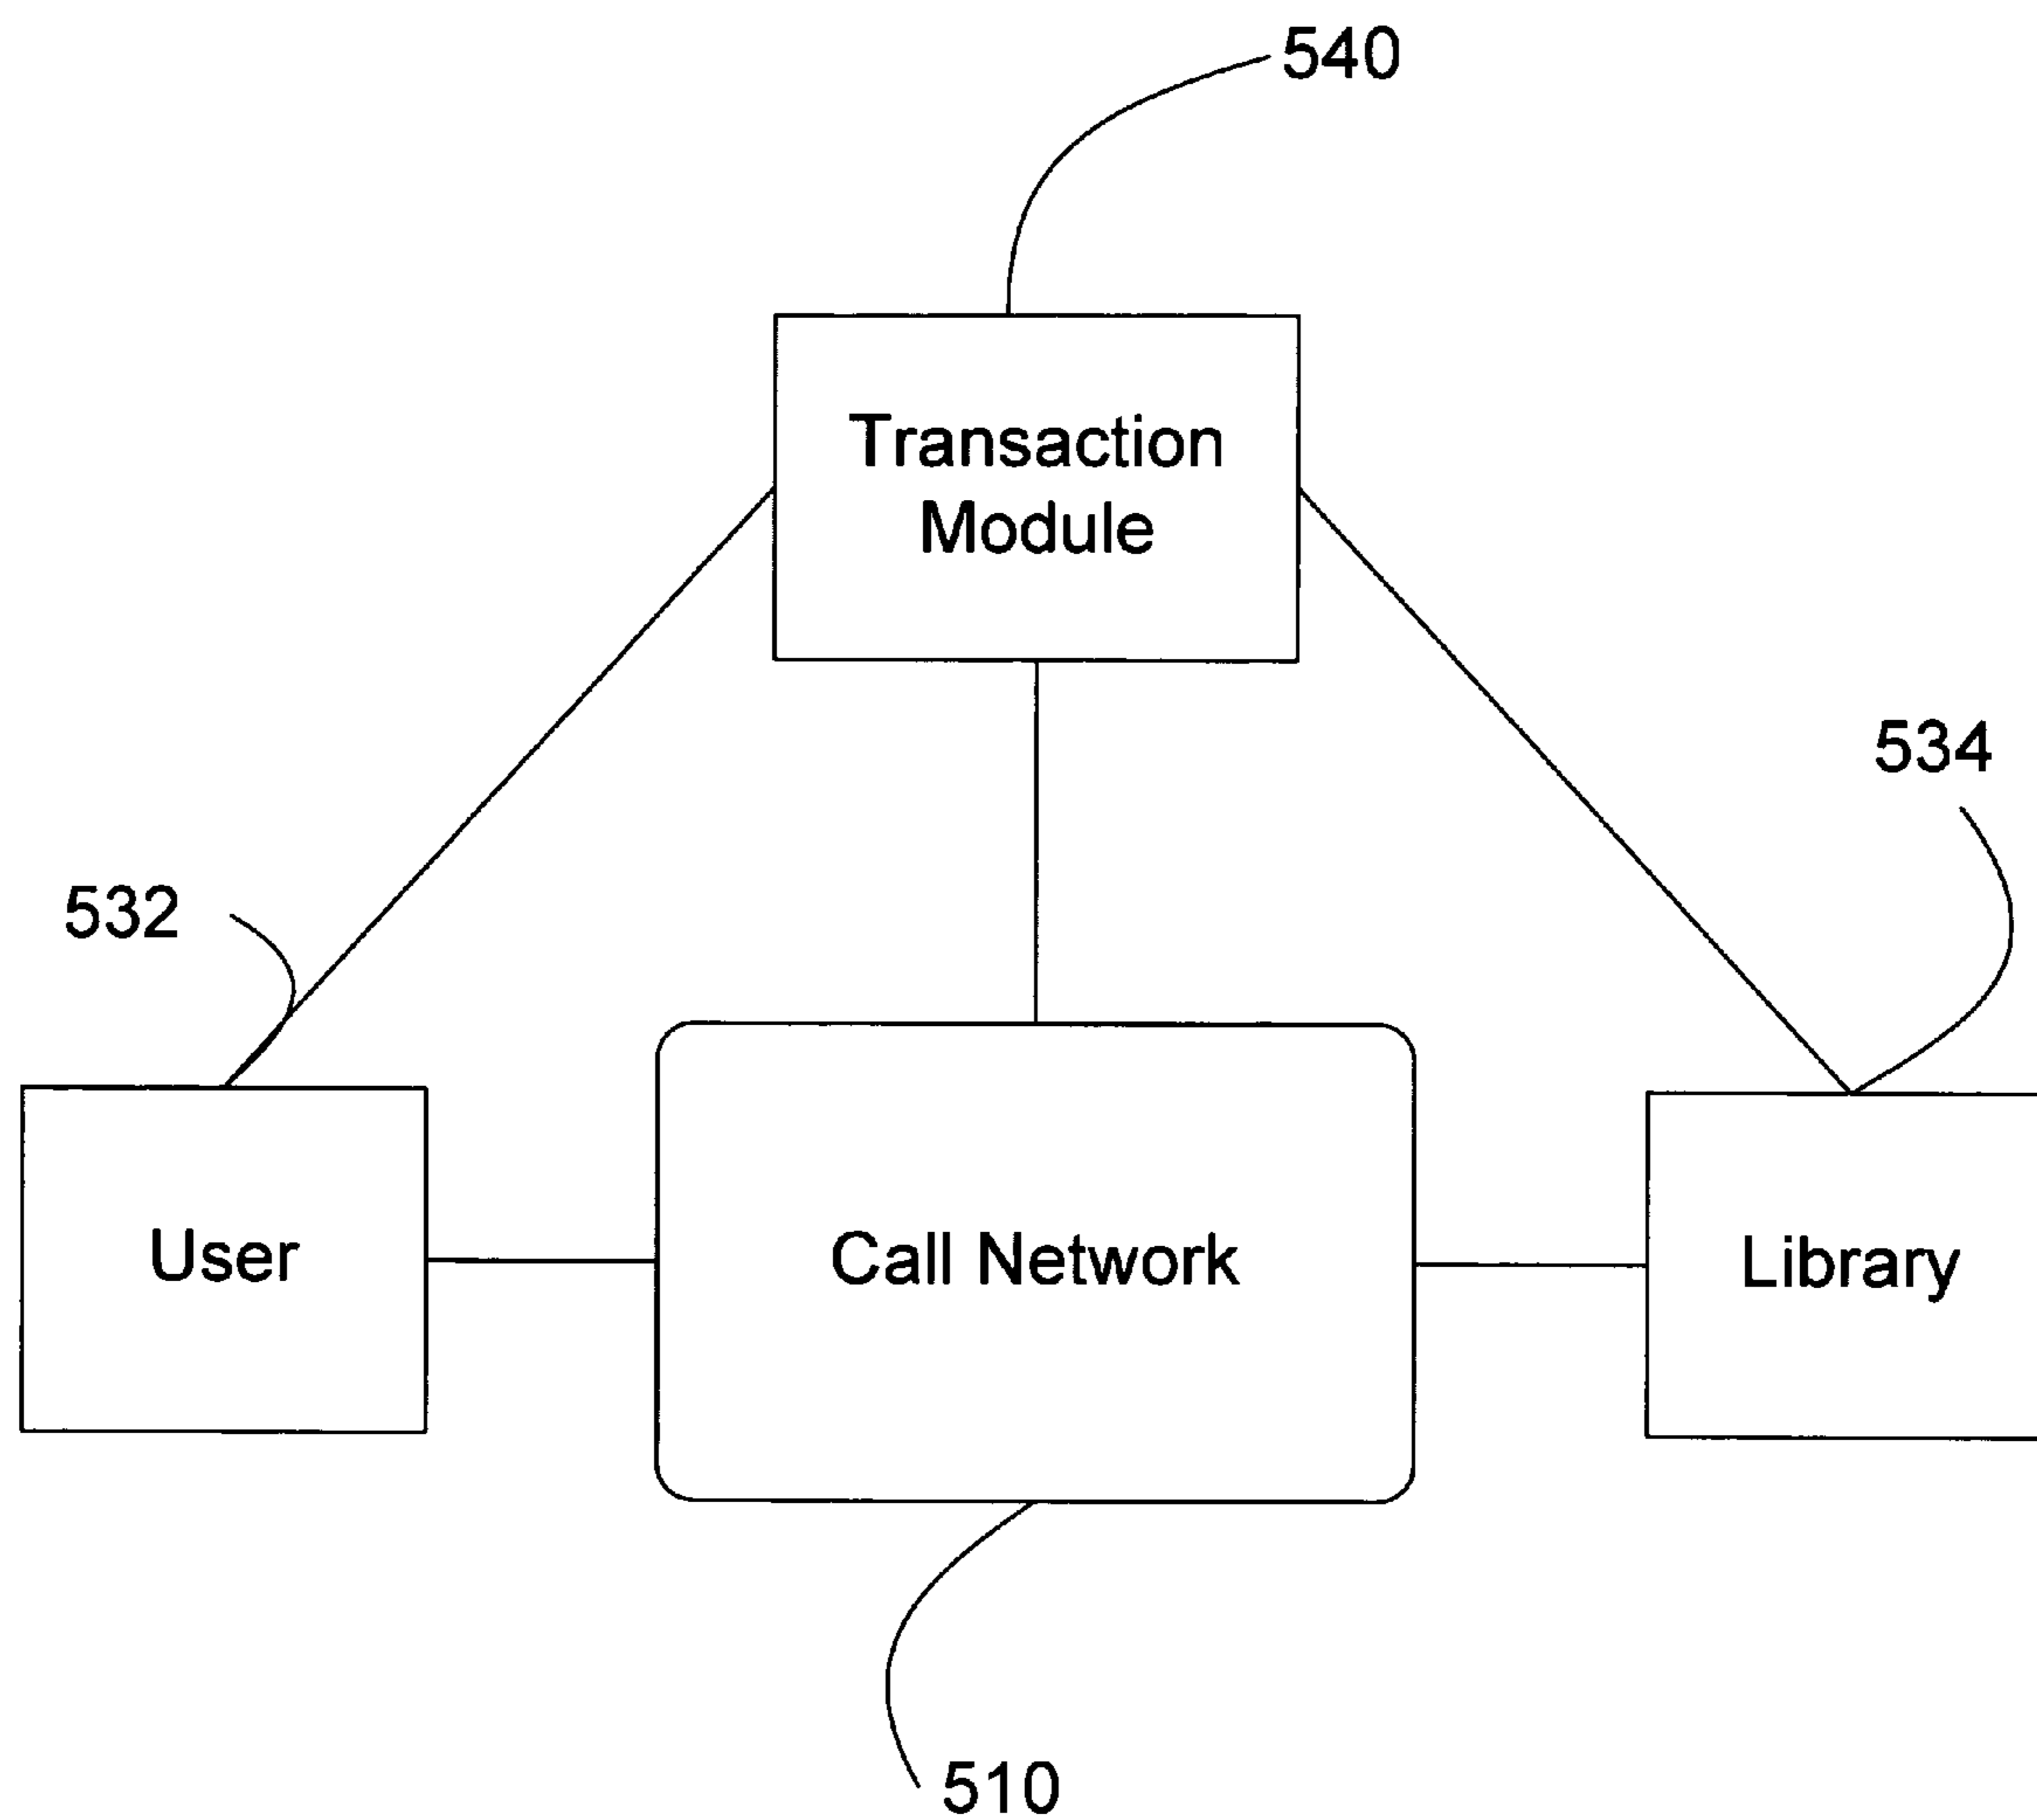 540
Transaction
Module
534
532
User
Call Network
Library
510